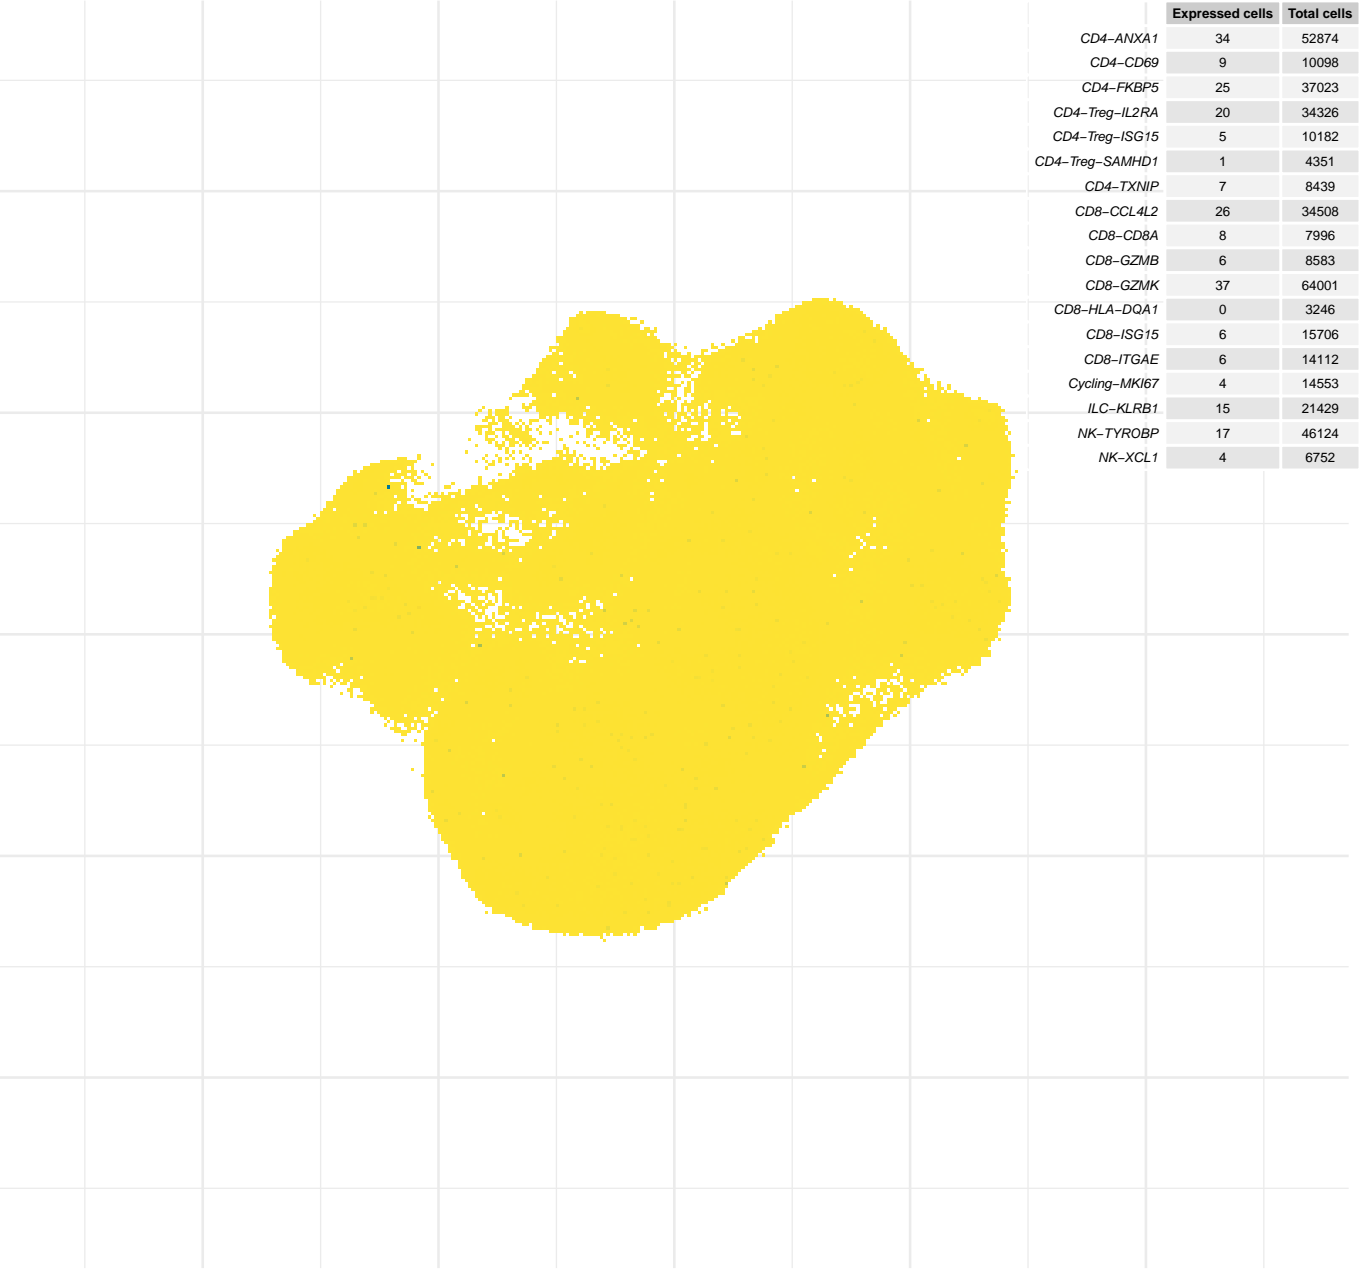 Expressed cells Total cells
CD4−ANXA1 34 52874
CD4−CD69 9 10098
CD4−FKBP5 25 37023
CD4−Treg−IL2RA 20 34326
CD4−Treg−ISG15 5 10182
CD4−Treg−SAMHD1 1 4351
CD4−TXNIP 7 8439
CD8−CCL4L2 26 34508
CD8−CD8A 8 7996
CD8−GZMB 6 8583
CD8−GZMK 37 64001
CD8−HLA−DQA1 0 3246
CD8−ISG15 6 15706
CD8−ITGAE 6 14112
Cycling−MKI67 4 14553
ILC−KLRB1 15 21429
NK−TYROBP 17 46124
NK−XCL1 4 6752